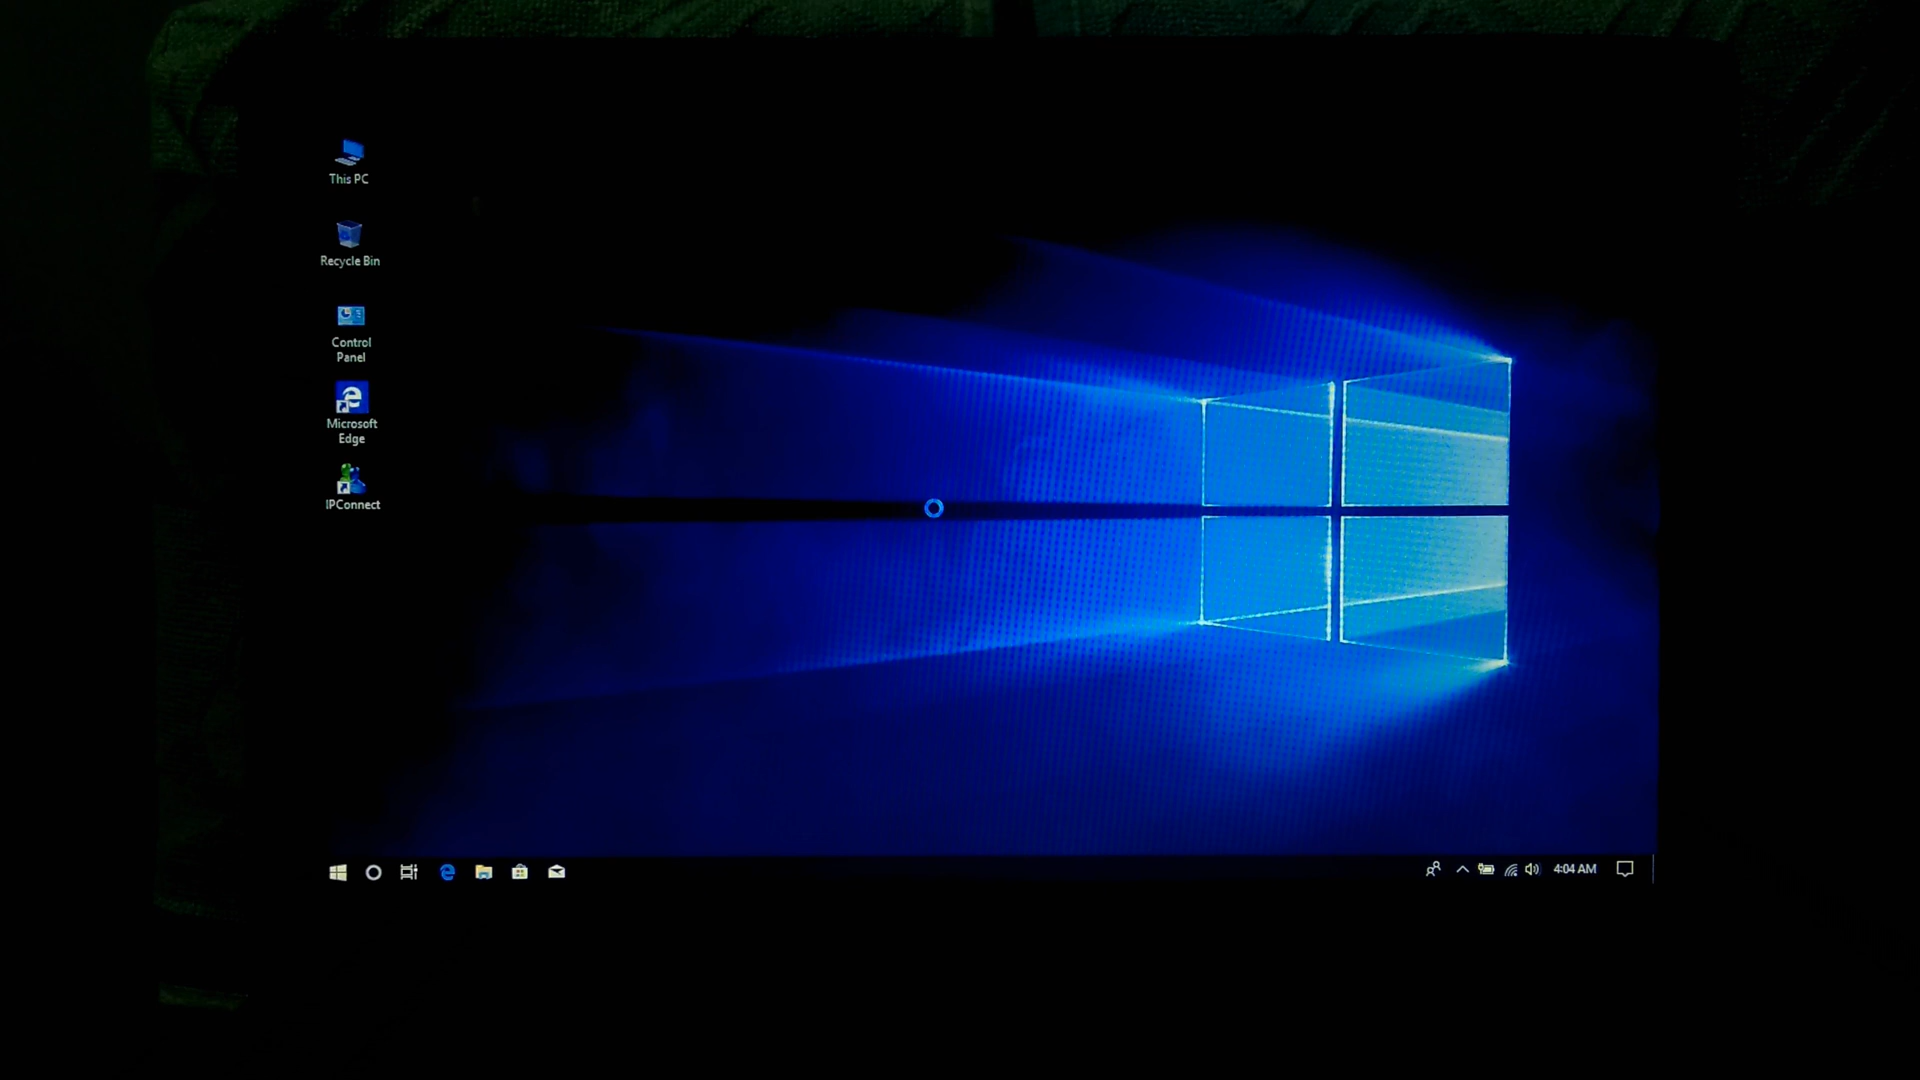 This PC
Recycle Bin
Control
Panel
Microsoft
Edge
IPConnect
4:04 AM